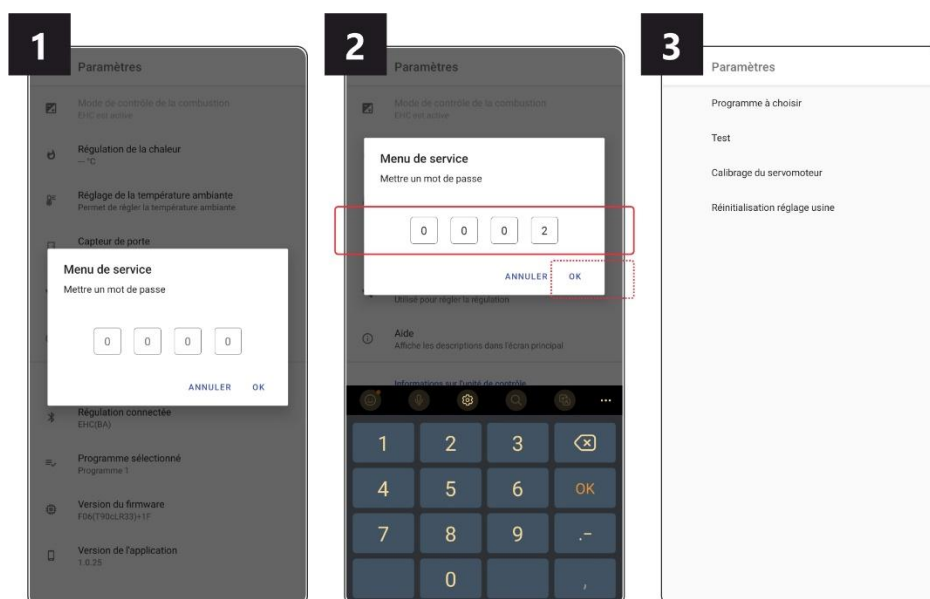 1
Paramètres
Mode de contrôle de la combustion
EHC est active
Régulation de la chaleur
-- °C
Réglage de la température ambiante
Permet de régler la température ambiante
Capteur de porte
Menu de service
Mettre un mot de passe
0 0 0 0
ANNULER OK
Régulation connectée
EHC(BA)
Programme sélectionné
Programme 1
Version du firmware
F06(T90cLR33)+1F
Version de l'application
1.0.25
2
Paramètres
Mode de contrôle de la combustion
EHC est active
Menu de service
Mettre un mot de passe
0 0 0 2
ANNULER OK
Utilisé pour régler la régulation
Aide
Affiche les descriptions dans l'écran principal
Informations sur l'unité de contrôle
1 2 3
4 5 6 OK
7 8 9 .-
0 ,
3
Paramètres
Programme à choisir
Test
Calibrage du servomoteur
Réinitialisation réglage usine